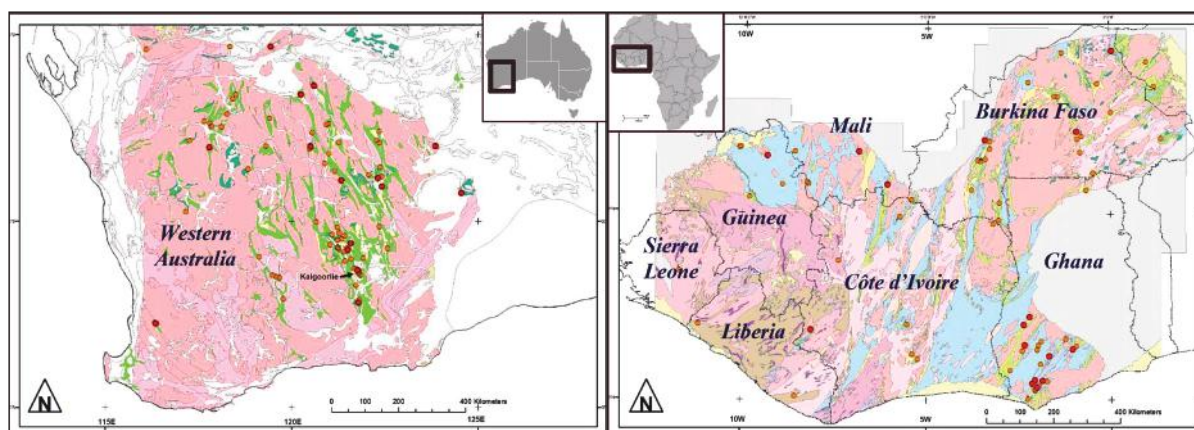 Western
Australia
Kalgoorlie
N
0 100 200 400 Kilometers
115E
120E
125E
10W
5W
Mali
Burkina Faso
Guinea
Sierra
Leone
Côte d'Ivoire
Ghana
Liberia
N
0 100 200 400 Kilometers
10W
5W